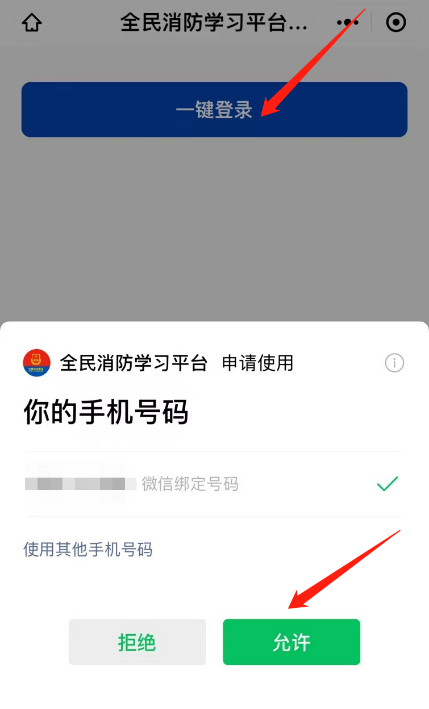 全民消防学习平台...
一键登录
全民消防学习平台 申请使用
你的手机号码
微信绑定号码
使用其他手机号码
拒绝 允许